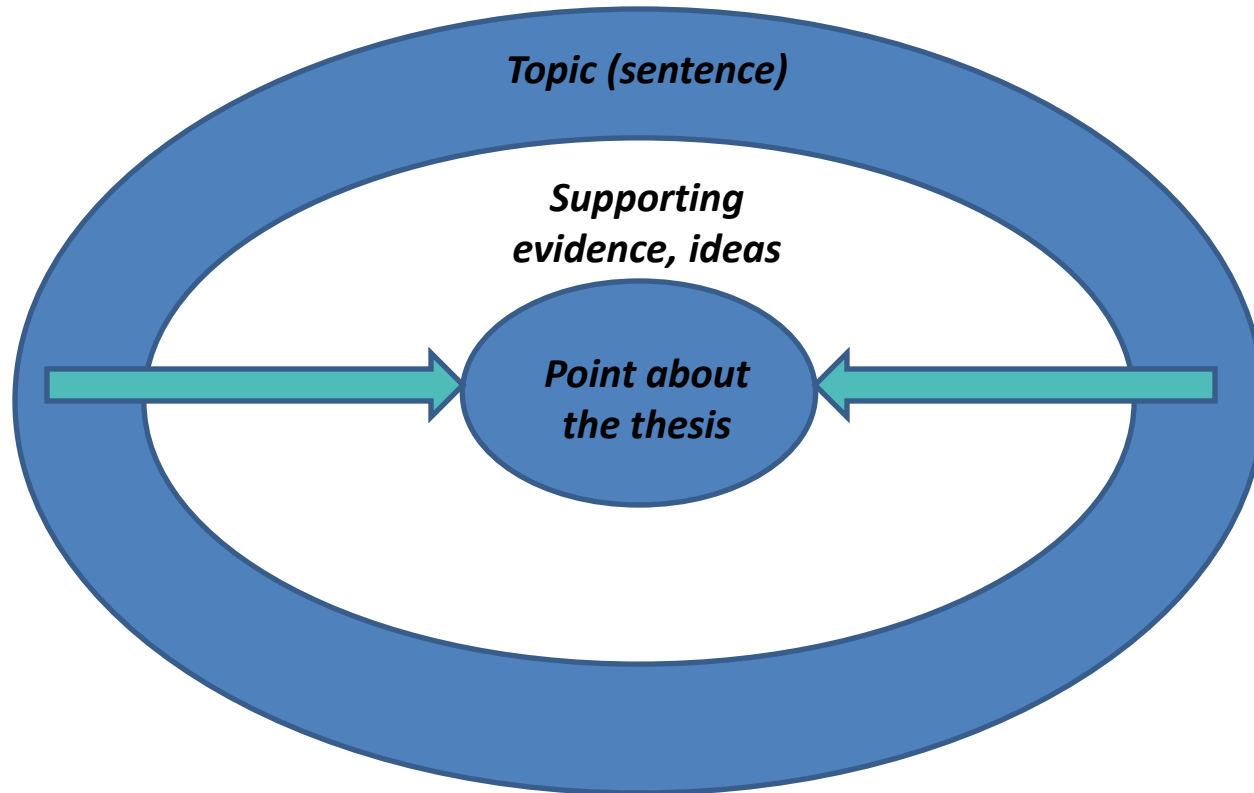 Topic (sentence)
Supporting
evidence, ideas
Point about
the thesis